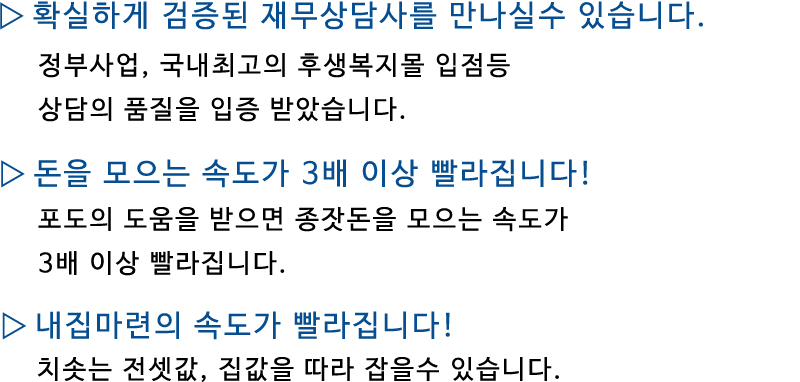 ▷ 확실하게 검증된 재무상담사를 만나실수 있습니다.
정부사업, 국내최고의 후생복지몰 입점등
상담의 품질을 입증 받았습니다.
▷ 돈을 모으는 속도가 3배 이상 빨라집니다!
포도의 도움을 받으면 종잣돈을 모으는 속도가
3배 이상 빨라집니다.
▷ 내집마련의 속도가 빨라집니다!
치솟는 전셋값, 집값을 따라 잡을수 있습니다.